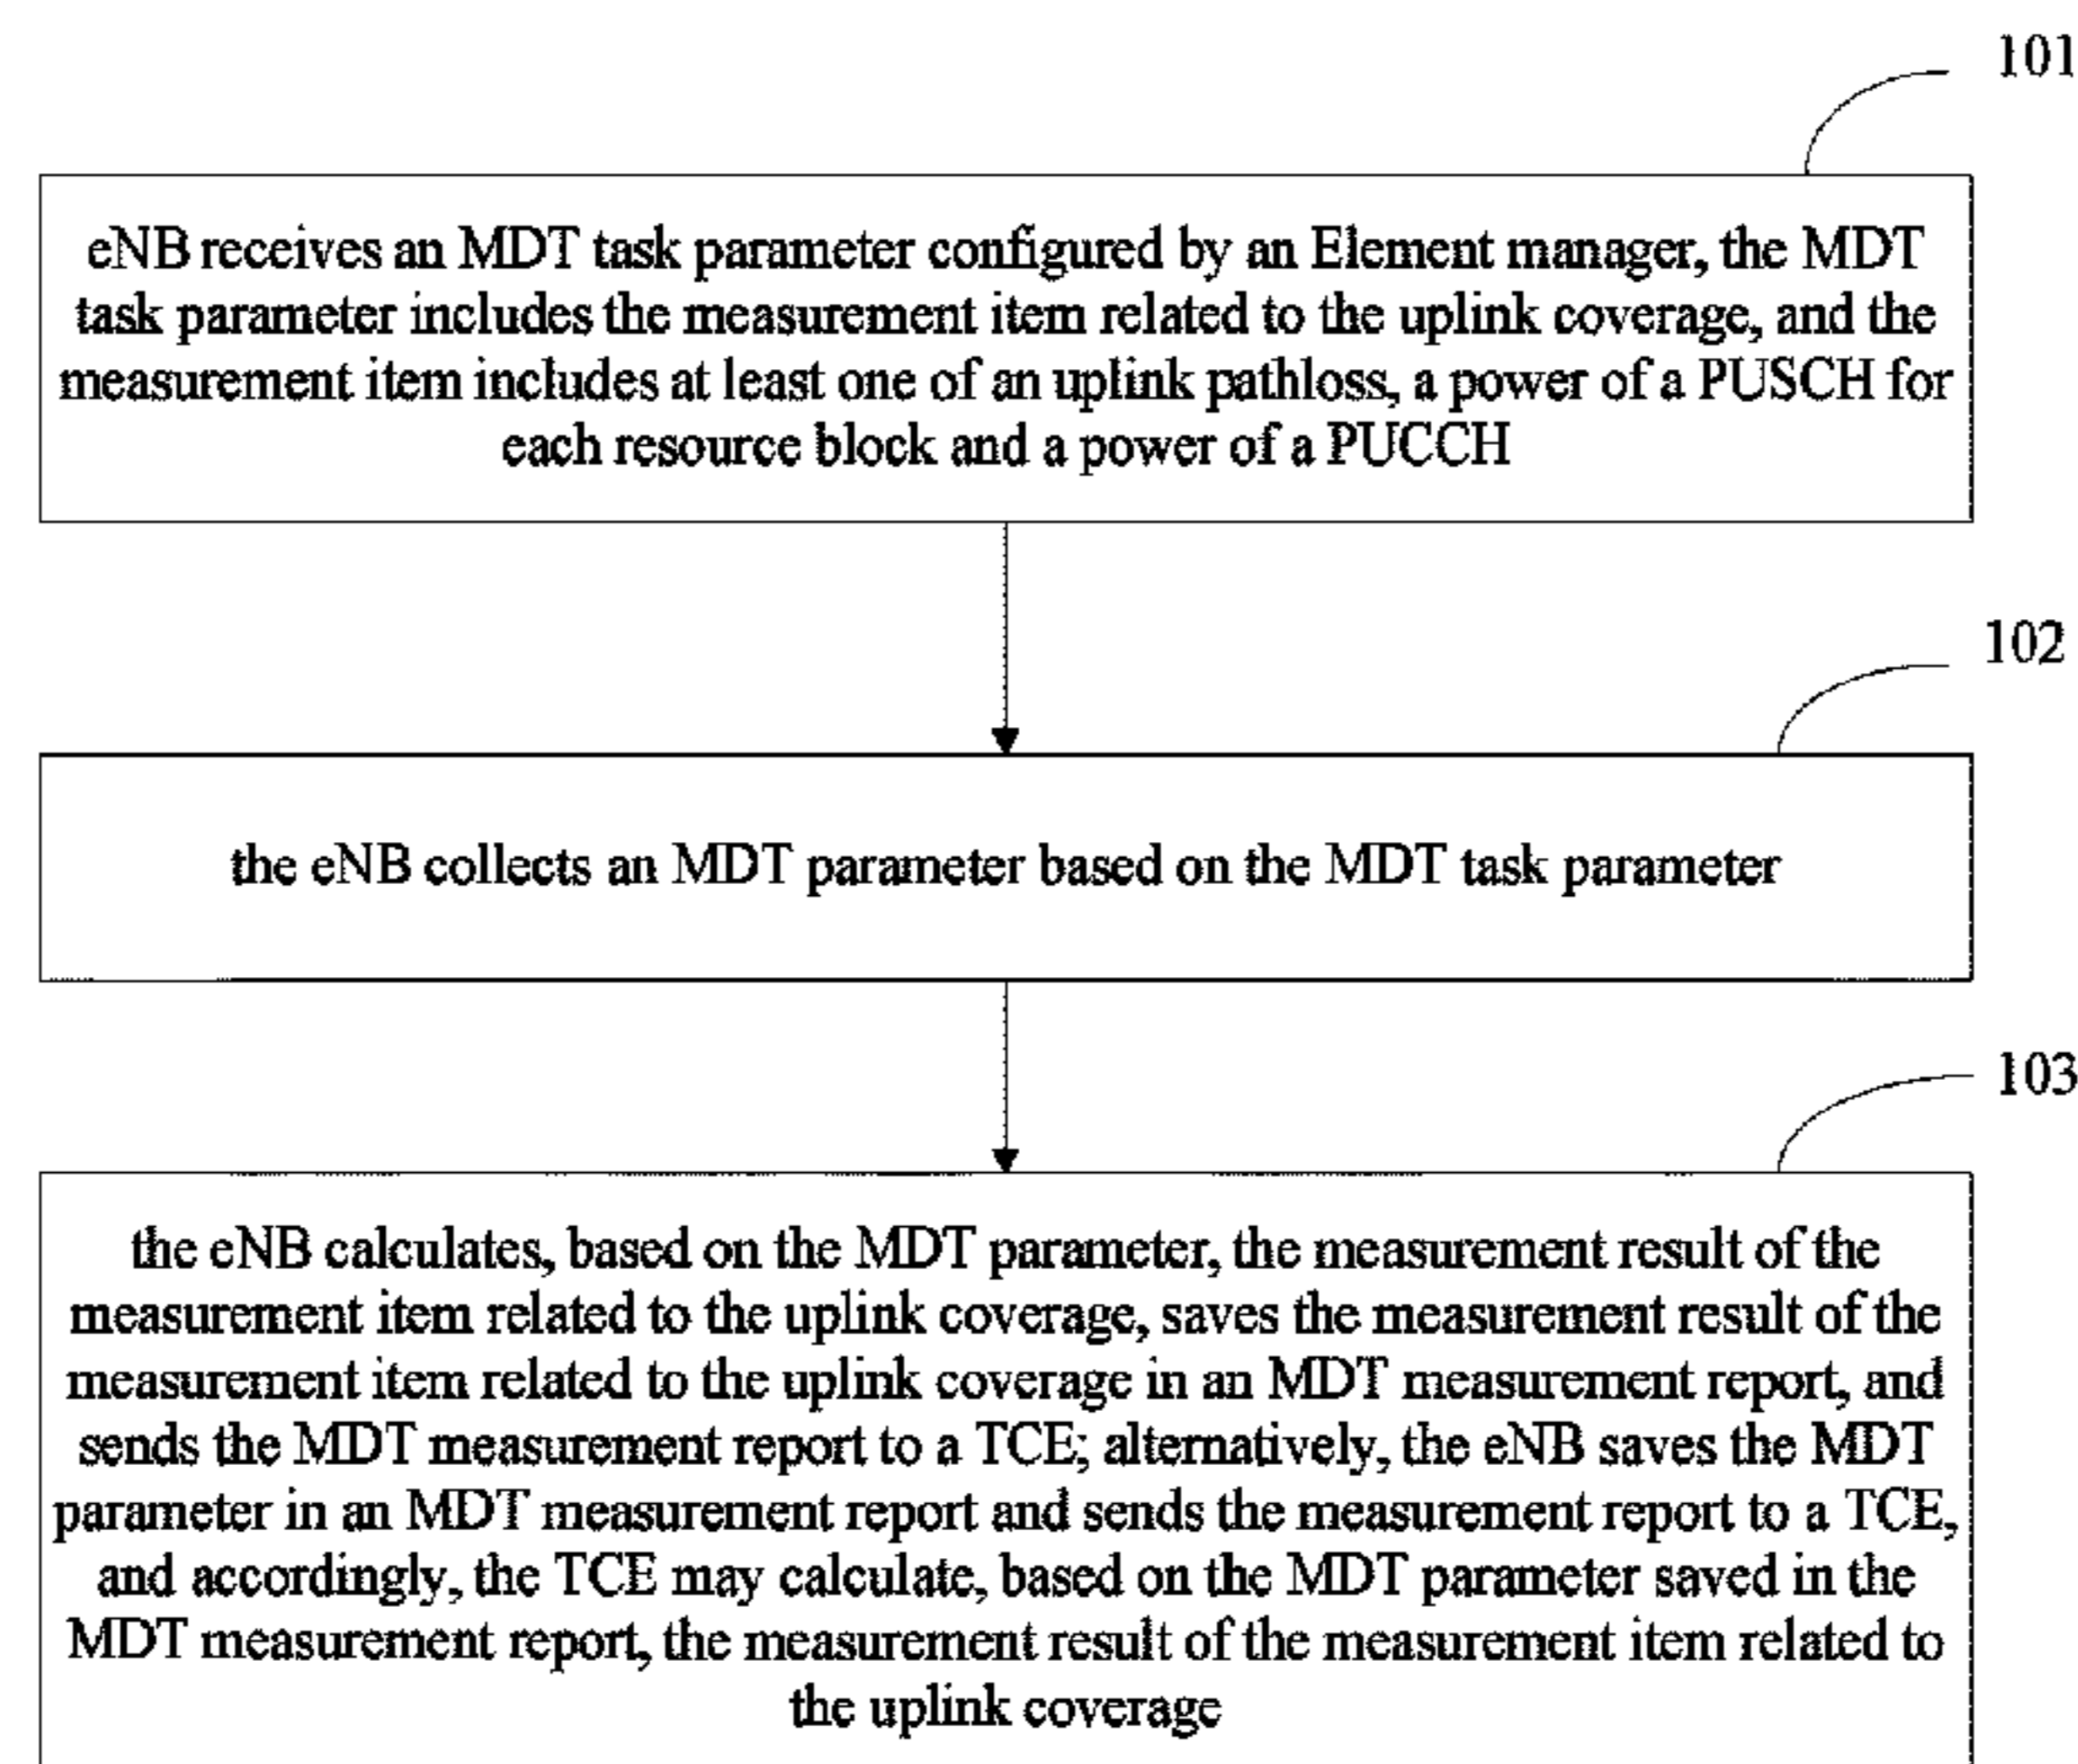 101
eNB receives an MDT task parameter configured by an Element manager, the MDT
task parameter includes the measurement item related to the uplink coverage, and the
measurement item includes at least one of an uplink pathloss, a power of a PUSCH for
each resource block and a power of a PUCCH
102
the eNB collects an MDT parameter based on the MDT task parameter
103
the eNB calculates, based on the MDT parameter, the measurement result of the
measurement item related to the uplink coverage, saves the measurement result of the
measurement item related to the uplink coverage in an MDT measurement report, and
sends the MDT measurement report to a TCE; alternatively, the eNB saves the MDT
parameter in an MDT measurement report and sends the measurement report to a TCE,
and accordingly, the TCE may calculate, based on the MDT parameter saved in the
MDT measurement report, the measurement result of the measurement item related to
the uplink coverage